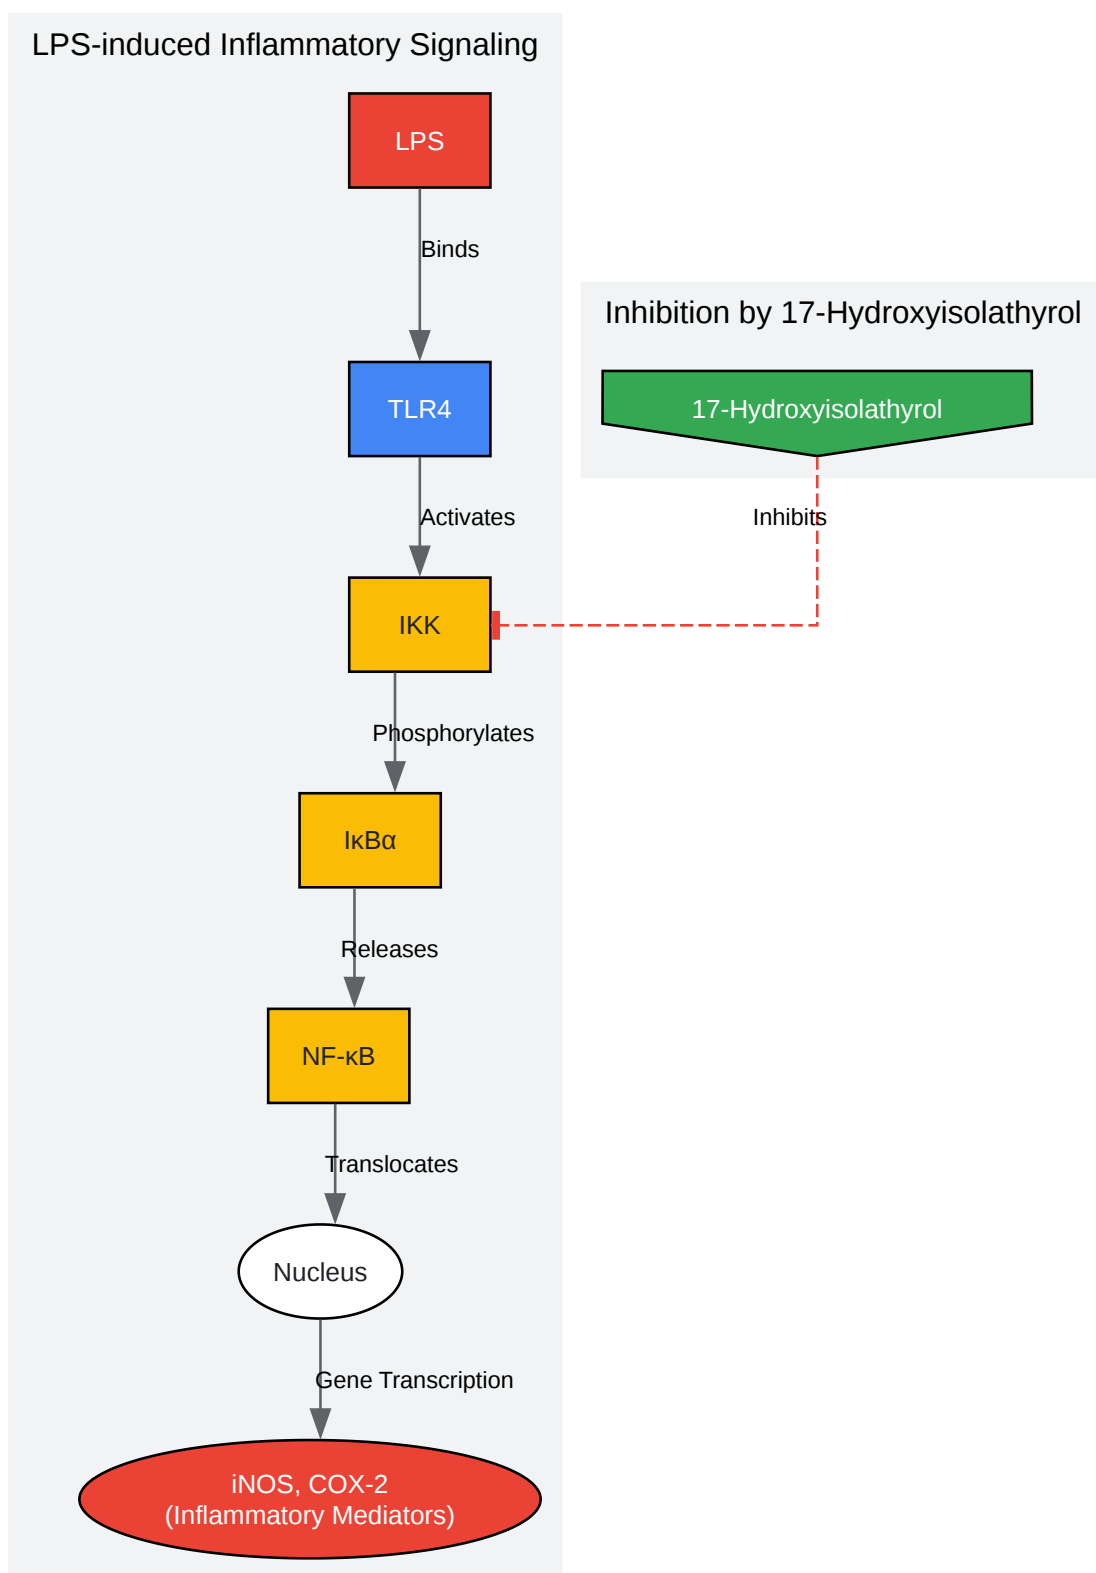 LPS-induced Inflammatory Signaling
LPS
Binds
Inhibition by 17-Hydroxyisolathyrol
TLR4
17-Hydroxyisolathyrol
Activates
Inhibits
IKK
Phosphorylates
IκBα
Releases
NF-κB
Translocates
Nucleus
Gene Transcription
iNOS, COX-2
(Inflammatory Mediators)